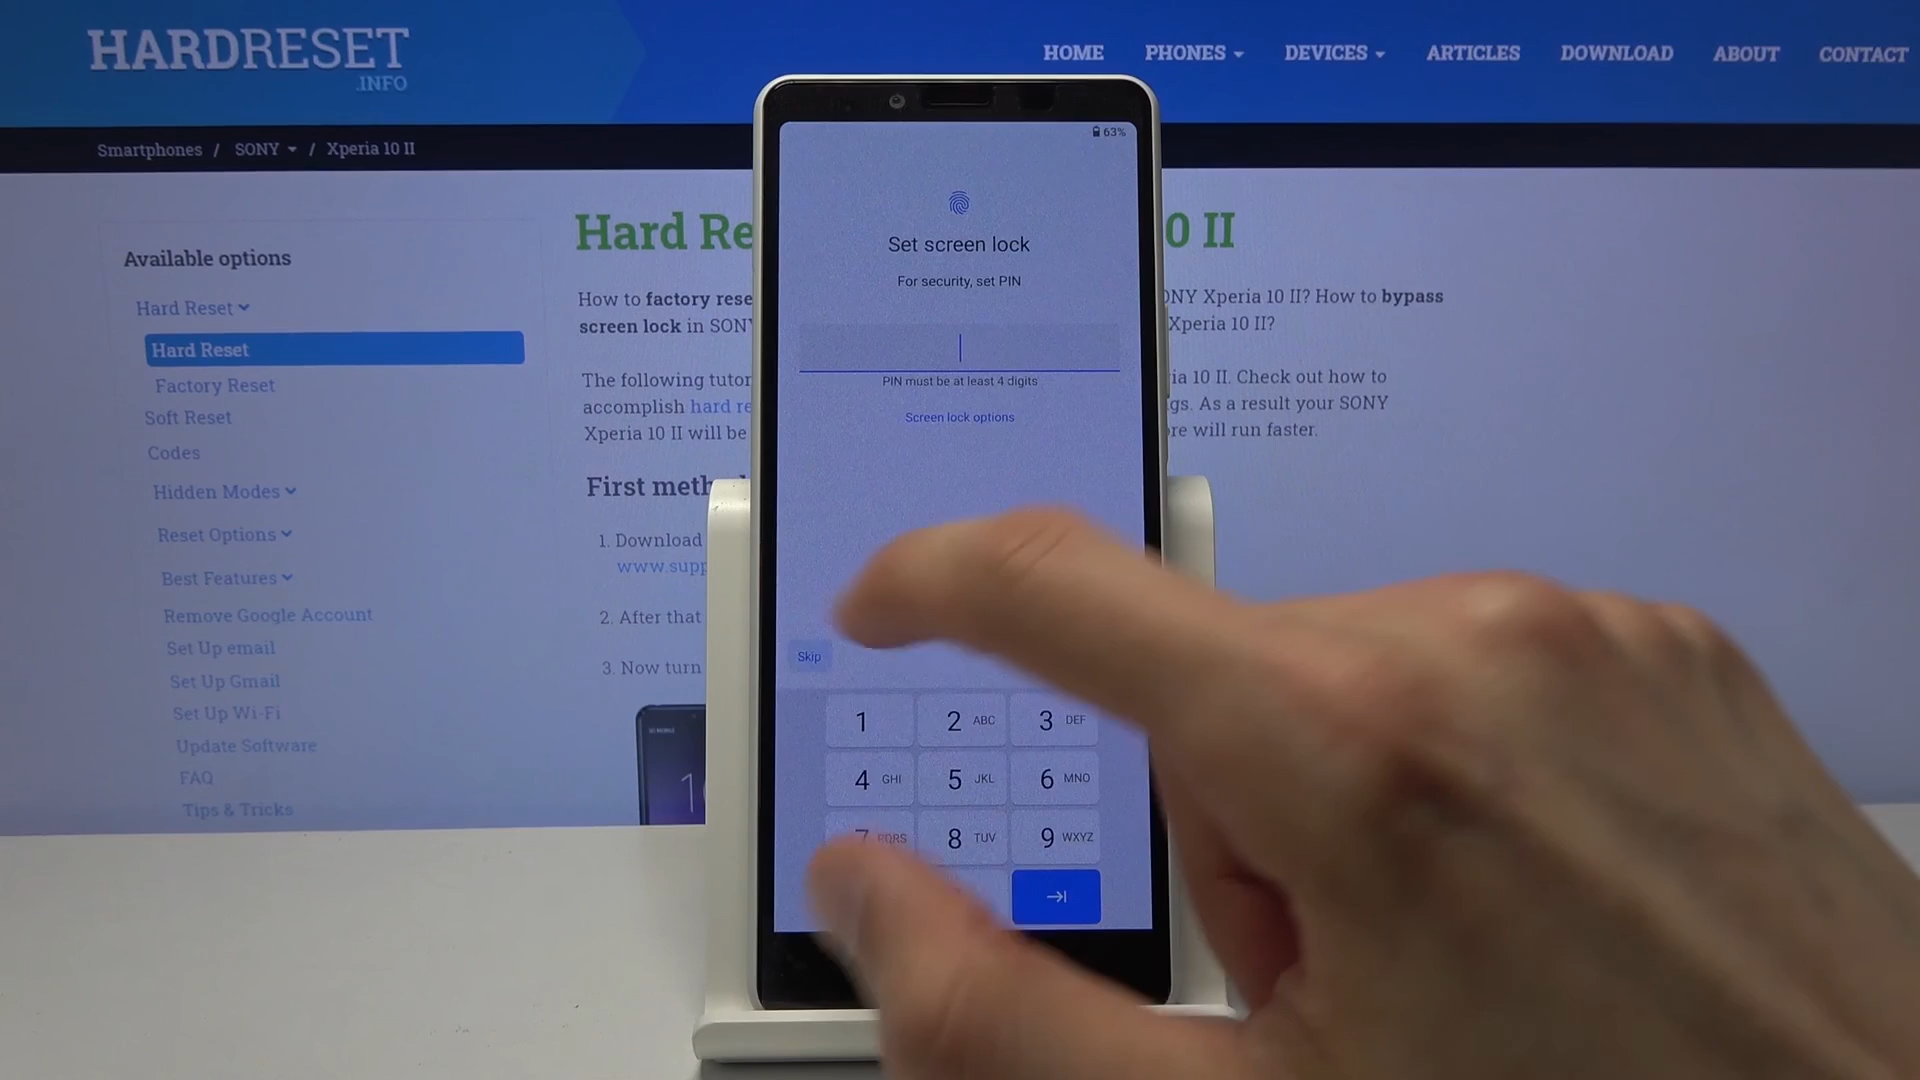 HARDRESET
.INFO
HOME PHONES DEVICES ARTICLES DOWNLOAD ABOUT CONTACT
Smartphones / SONY / Xperia 10 II
63%
Available options
Hard Reset
Hard Reset
Factory Reset
Soft Reset
Codes
Hidden Modes
Reset Options
Best Features
Remove Google Account
Set Up email
Set Up Gmail
Set Up Wi-Fi
Update Software
FAQ
Tips & Tricks
Hard Re
0 II
How to factory rese
ONY Xperia 10 II? How to bypass
screen lock in SON
Xperia 10 II?
The following tutor
ia 10 II. Check out how to
accomplish hard re
gs. As a result your SONY
Xperia 10 II will be
re will run faster.
First meth
1. Download
www.supp
2. After that
3. Now turn
Set screen lock
For security, set PIN
PIN must be at least 4 digits
Screen lock options
Skip
1 2 ABC 3 DEF
4 GHI 5 JKL 6 MNO
7 PQRS 8 TUV 9 WXYZ